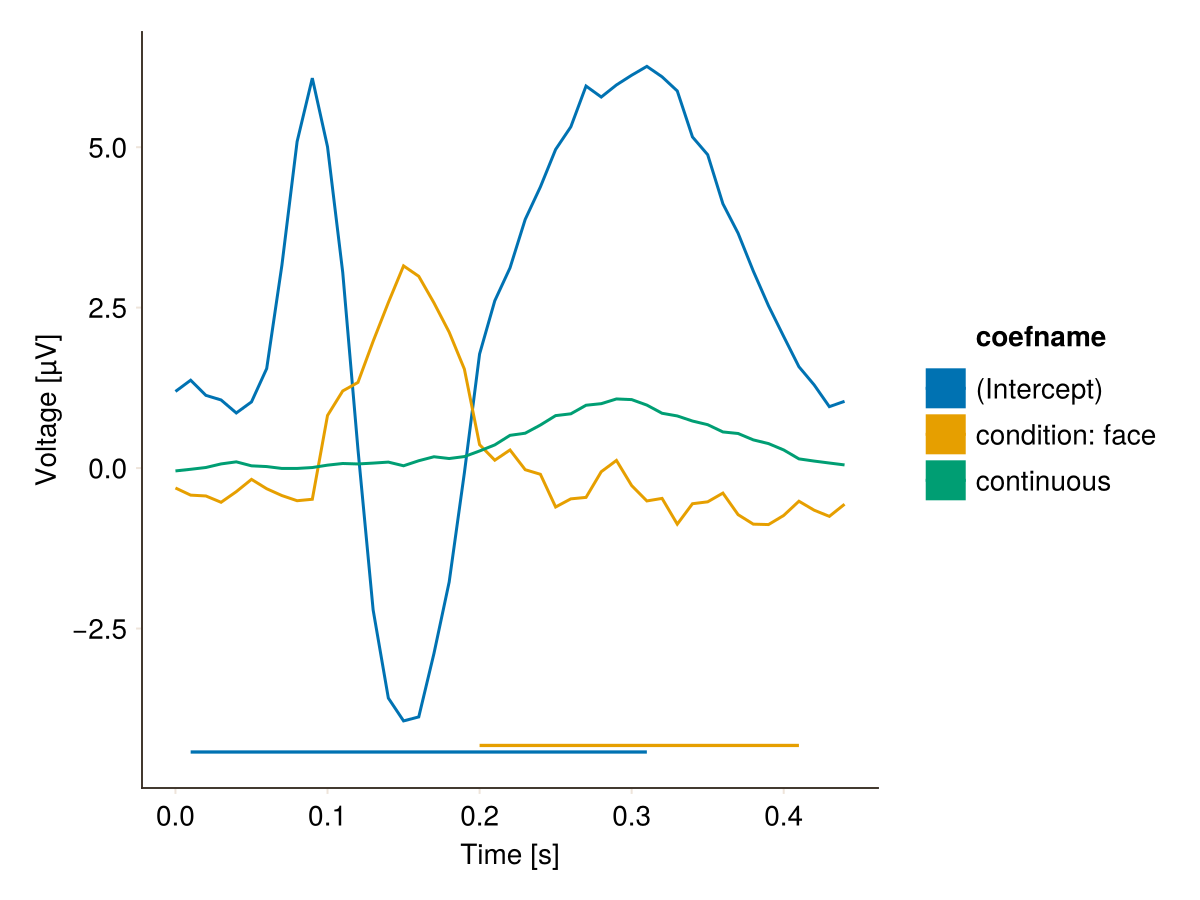 5.0
2.5
0.0
−2.5
Voltage [µV]
0.0 0.1 0.2 0.3 0.4
Time [s]
coefname
(Intercept)
condition: face
continuous